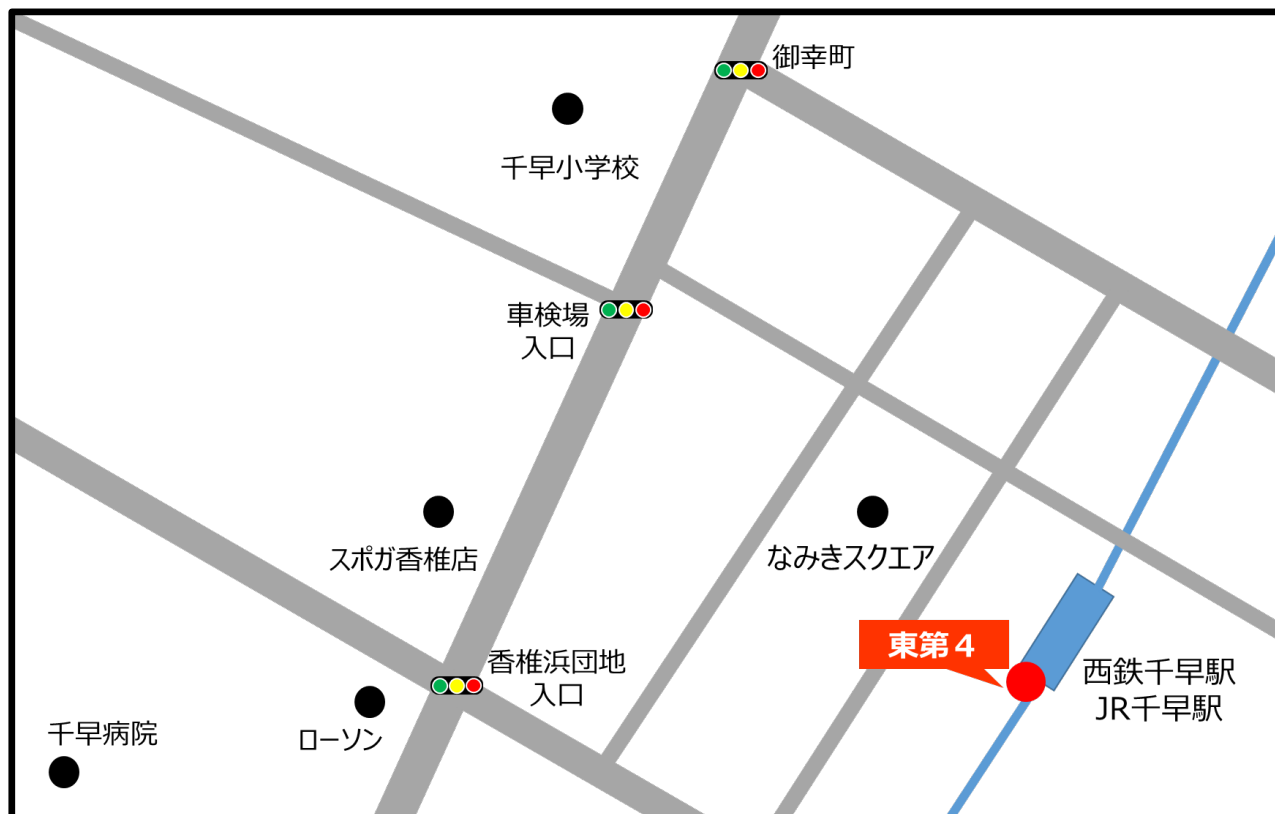 御幸町
千早小学校
車検場
入口
スポガ香椎店
なみきスクエア
東第４
香椎浜団地
入口
西鉄千早駅
JR千早駅
ローソン
千早病院